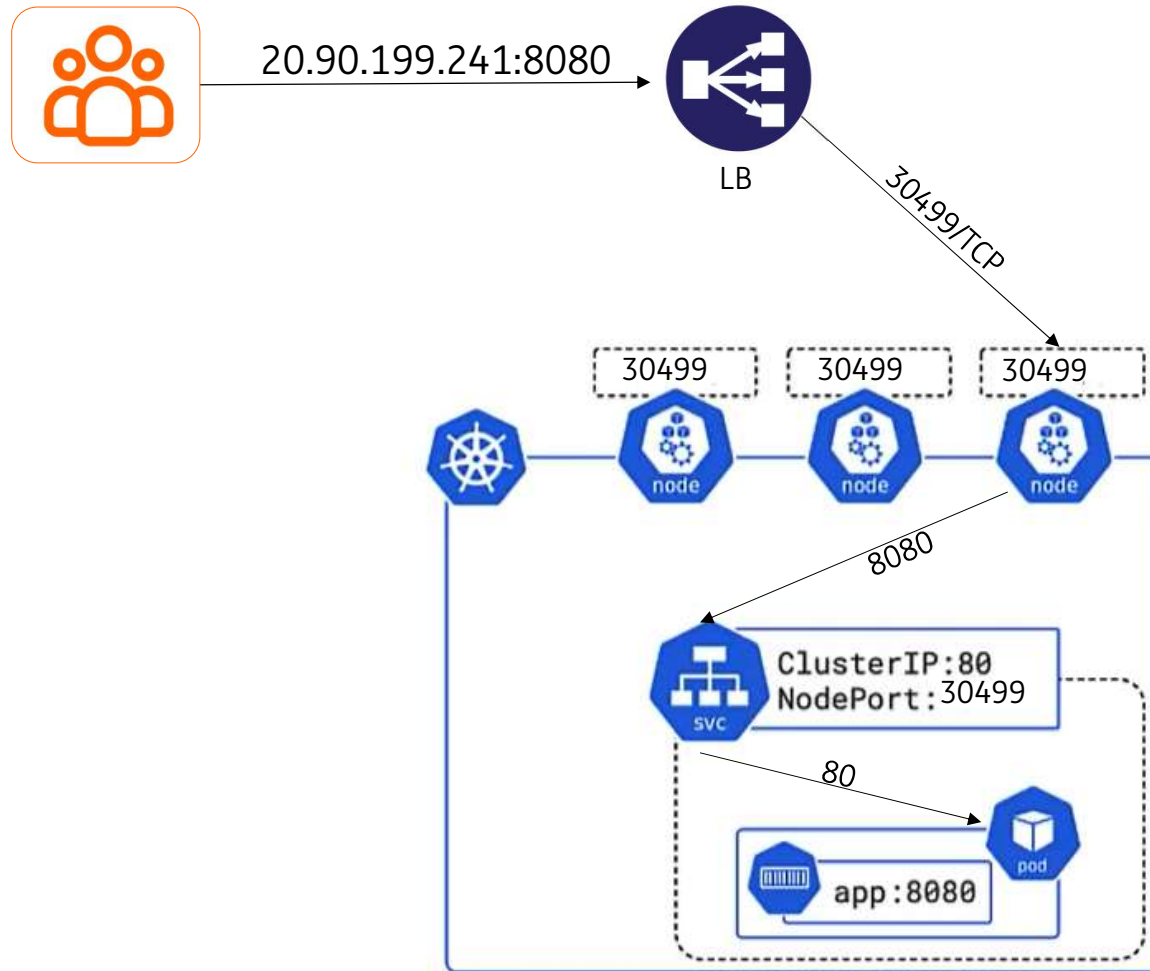 20.90.199.241:8080
LB
30499/TCP
30499
30499
30499
node
node
node
8080
ClusterIP:80
NodePort:30499
svc
80
pod
app:8080